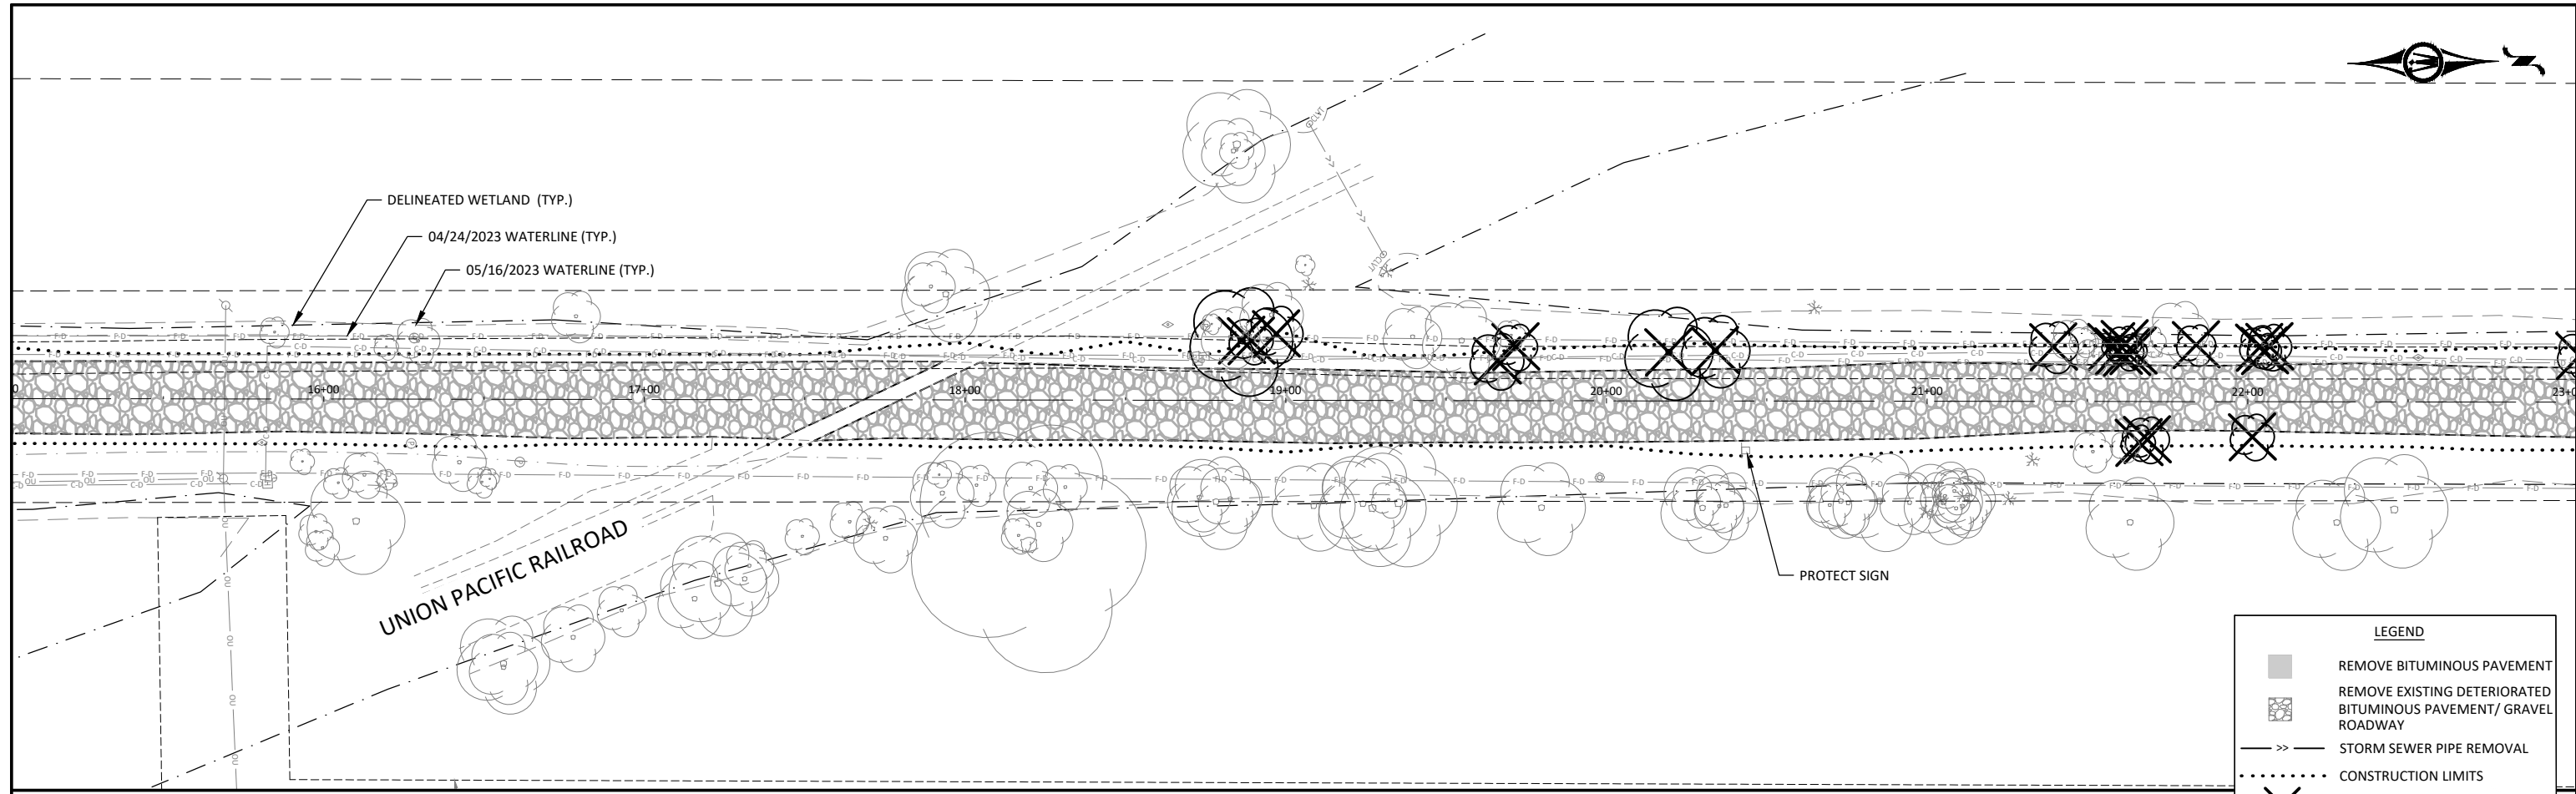 DELINEATED WETLAND (TYP.)
04/24/2023 WATERLINE (TYP.)
05/16/2023 WATERLINE (TYP.)
16+00
17+00
18+00
19+00
20+00
21+00
22+00
UNION PACIFIC RAILROAD
PROTECT SIGN
LEGEND
REMOVE BITUMINOUS PAVEMENT
REMOVE EXISTING DETERIORATED
BITUMINOUS PAVEMENT/ GRAVEL
ROADWAY
>> STORM SEWER PIPE REMOVAL
CONSTRUCTION LIMITS